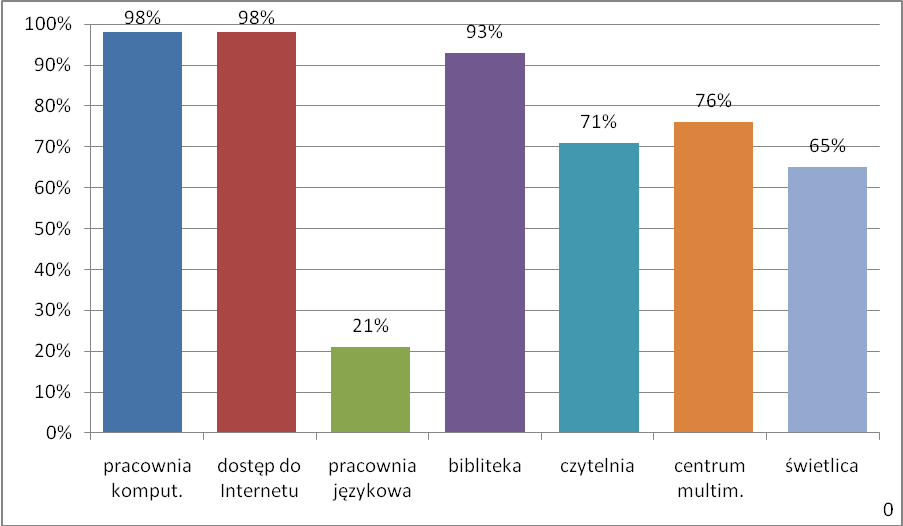 100%
90%
80%
70%
60%
50%
40%
30%
20%
10%
0%
98%
98%
21%
93%
71%
76%
65%
pracownia
komput.
dostęp do
Internetu
pracownia
językowa
bibliteka
czytelnia
centrum
multim.
świetlica
0